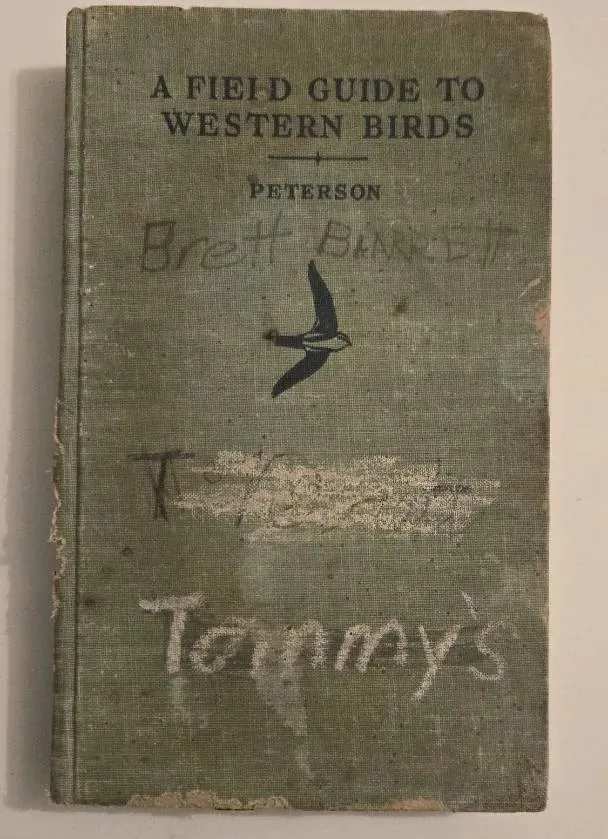 A FIELD GUIDE TO
WESTERN BIRDS
PETERSON
Brett BARRETT
Tommy's